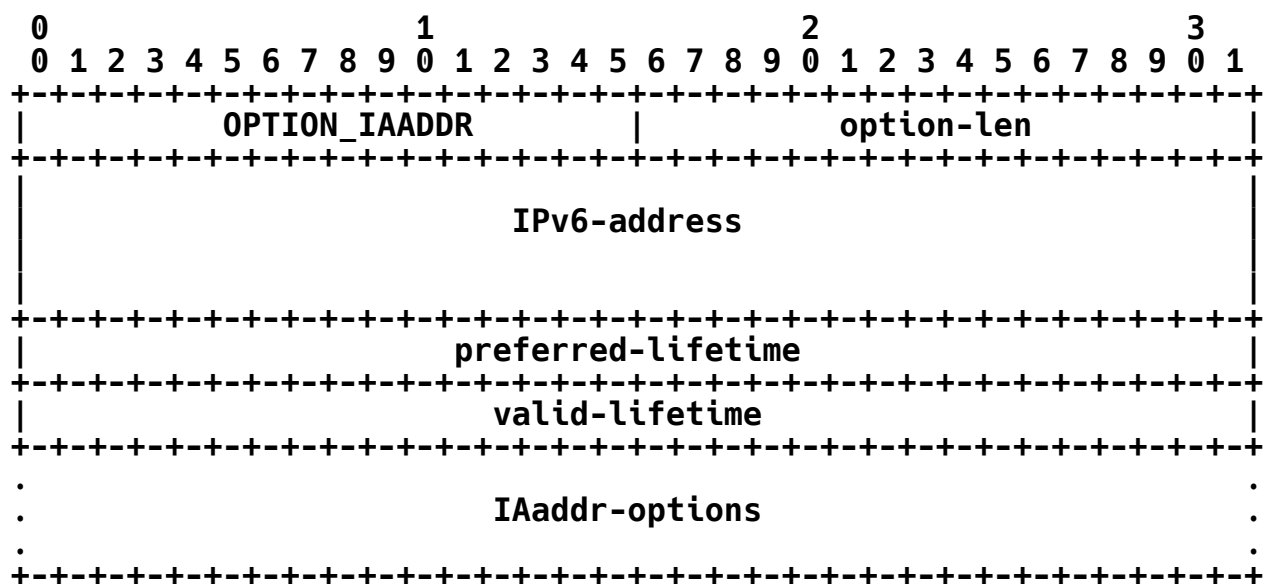 0                   1                   2                   3
 0 1 2 3 4 5 6 7 8 9 0 1 2 3 4 5 6 7 8 9 0 1 2 3 4 5 6 7 8 9 0 1
+-+-+-+-+-+-+-+-+-+-+-+-+-+-+-+-+-+-+-+-+-+-+-+-+-+-+-+-+-+-+-+-+
|          OPTION_IAADDR        |          option-len           |
+-+-+-+-+-+-+-+-+-+-+-+-+-+-+-+-+-+-+-+-+-+-+-+-+-+-+-+-+-+-+-+-+
|                                                               |
|                         IPv6-address                          |
|                                                               |
|                                                               |
+-+-+-+-+-+-+-+-+-+-+-+-+-+-+-+-+-+-+-+-+-+-+-+-+-+-+-+-+-+-+-+-+
|                      preferred-lifetime                       |
+-+-+-+-+-+-+-+-+-+-+-+-+-+-+-+-+-+-+-+-+-+-+-+-+-+-+-+-+-+-+-+-+
|                        valid-lifetime                         |
+-+-+-+-+-+-+-+-+-+-+-+-+-+-+-+-+-+-+-+-+-+-+-+-+-+-+-+-+-+-+-+-+
.                                                               .
.                        IAaddr-options                         .
.                                                               .
+-+-+-+-+-+-+-+-+-+-+-+-+-+-+-+-+-+-+-+-+-+-+-+-+-+-+-+-+-+-+-+-+